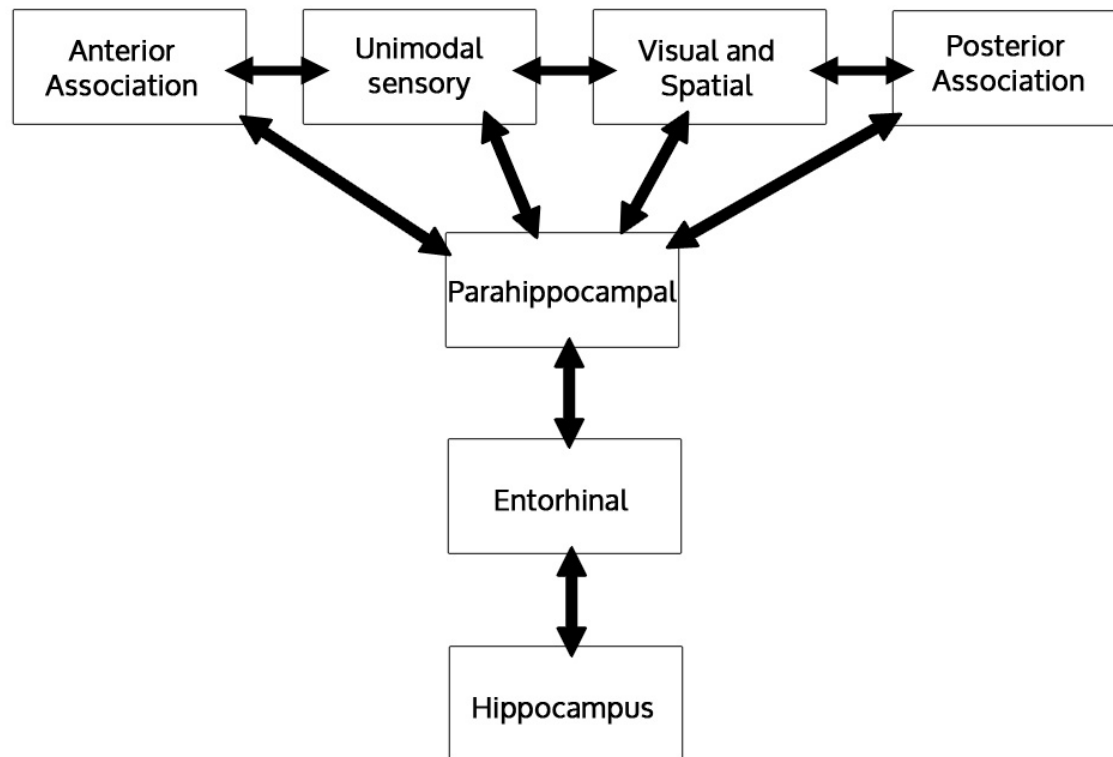 Anterior
Association
Unimodal
sensory
Visual and
Spatial
Posterior
Association
Parahippocampal
Entorhinal
Hippocampus